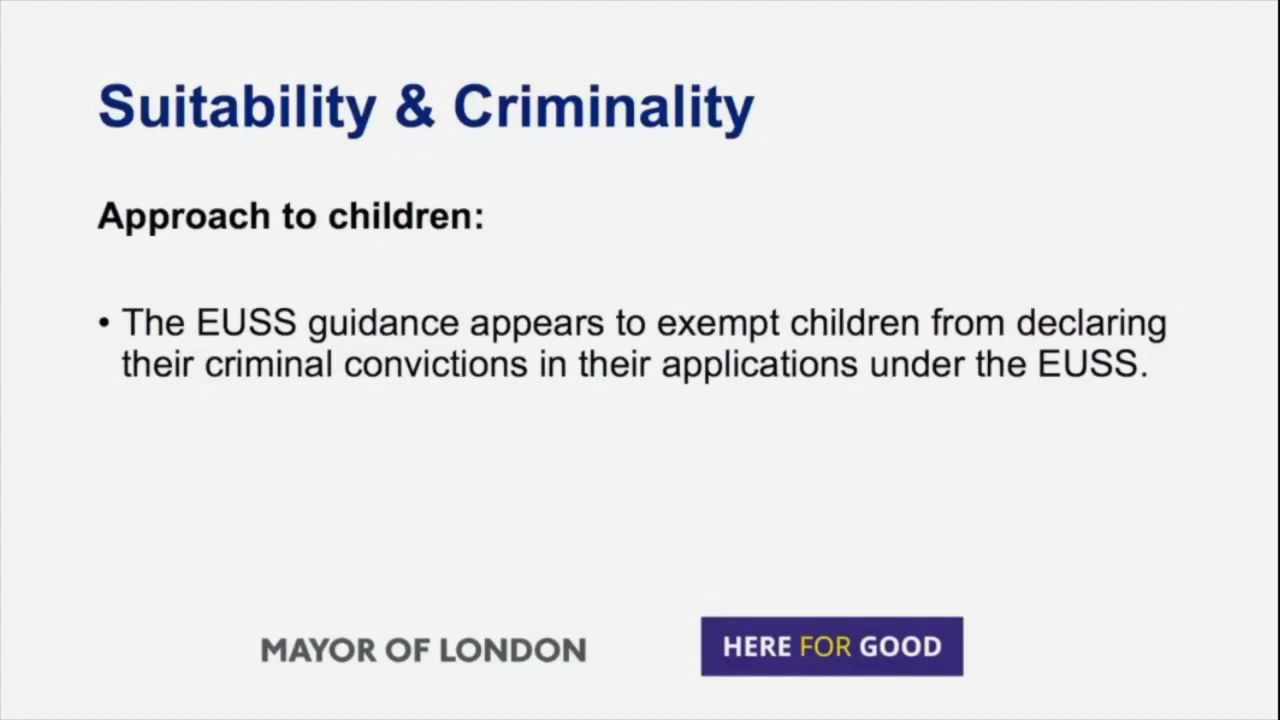 Suitability & Criminality
Approach to children:
• The EUSS guidance appears to exempt children from declaring
their criminal convictions in their applications under the EUSS.
MAYOR OF LONDON
HERE FOR GOOD